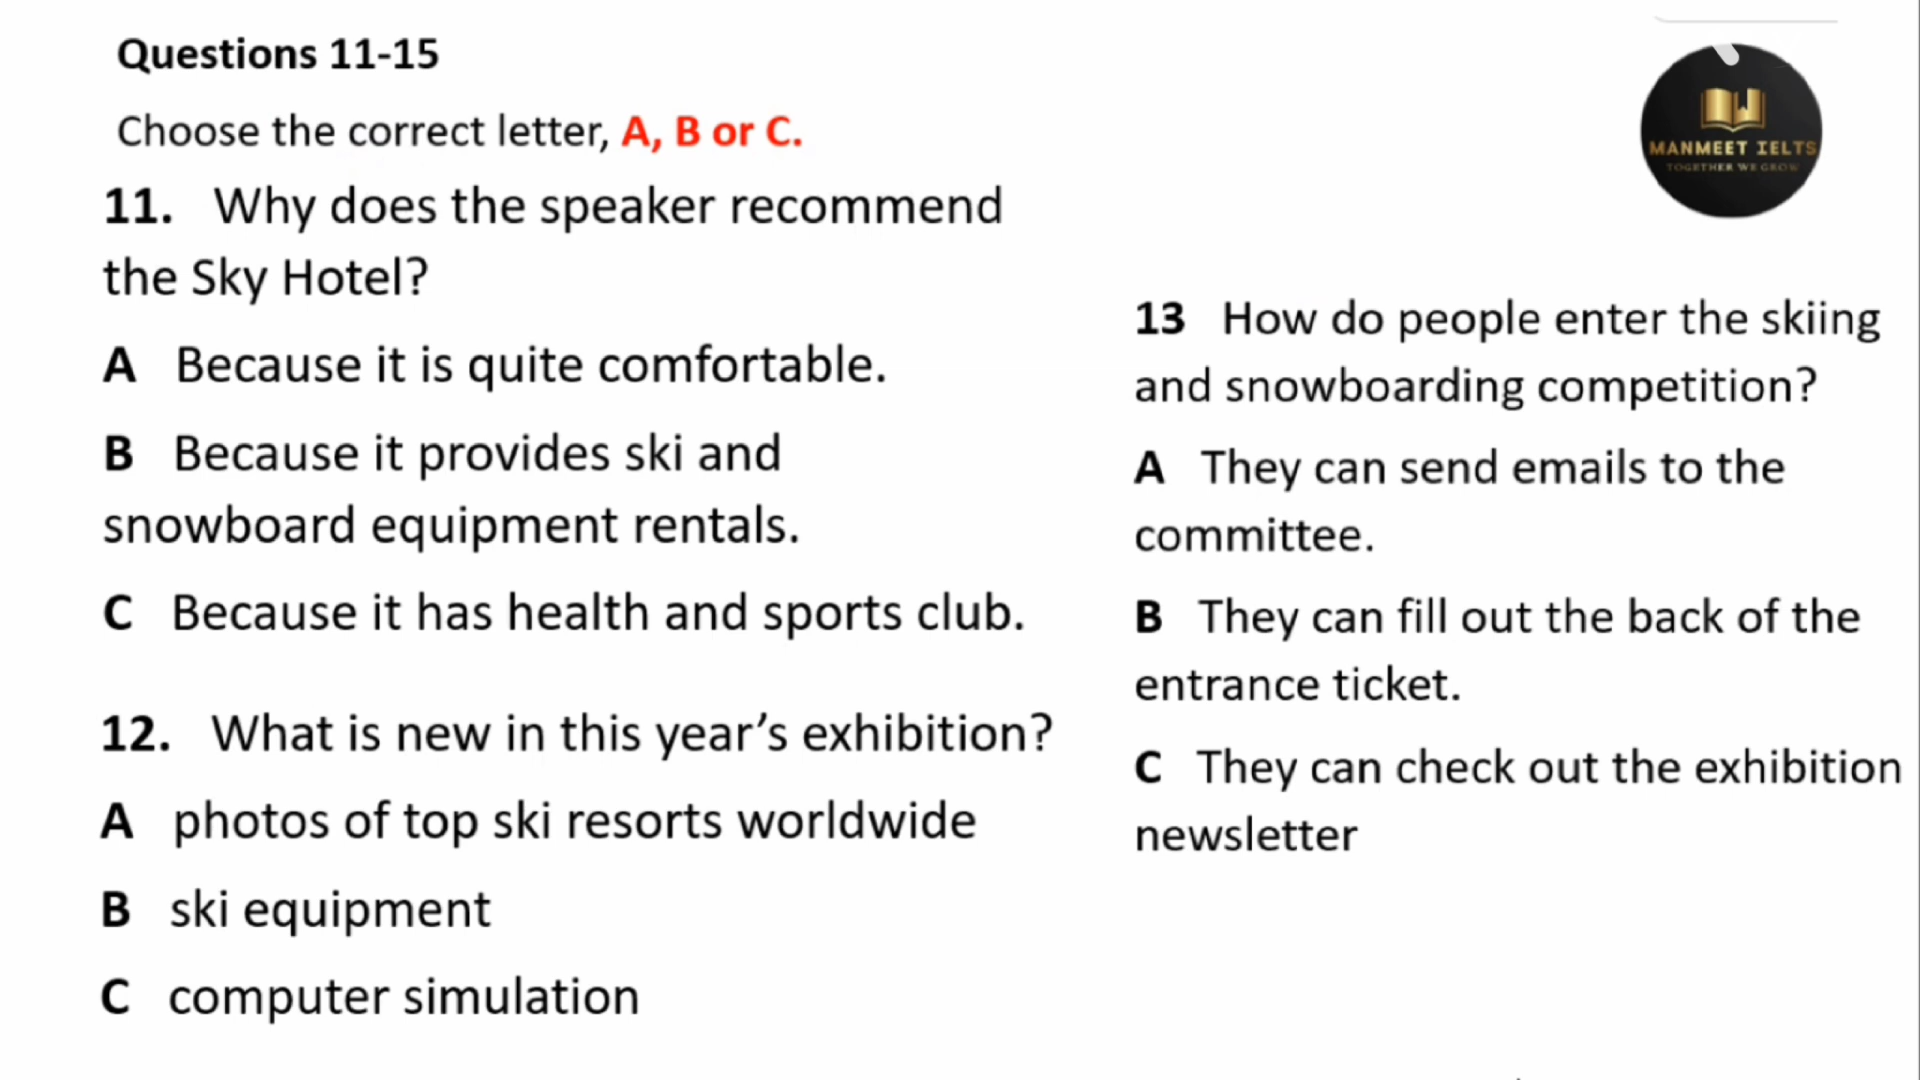 Questions 11-15
Choose the correct letter, A, B or C.
11. Why does the speaker recommend
the Sky Hotel?
A Because it is quite comfortable.
B Because it provides ski and
snowboard equipment rentals.
C Because it has health and sports club.
12. What is new in this year’s exhibition?
A photos of top ski resorts worldwide
B ski equipment
C computer simulation
MANMEET IELTS
TOGETHER WE GROW
13 How do people enter the skiing
and snowboarding competition?
A They can send emails to the
committee.
B They can fill out the back of the
entrance ticket.
C They can check out the exhibition
newsletter